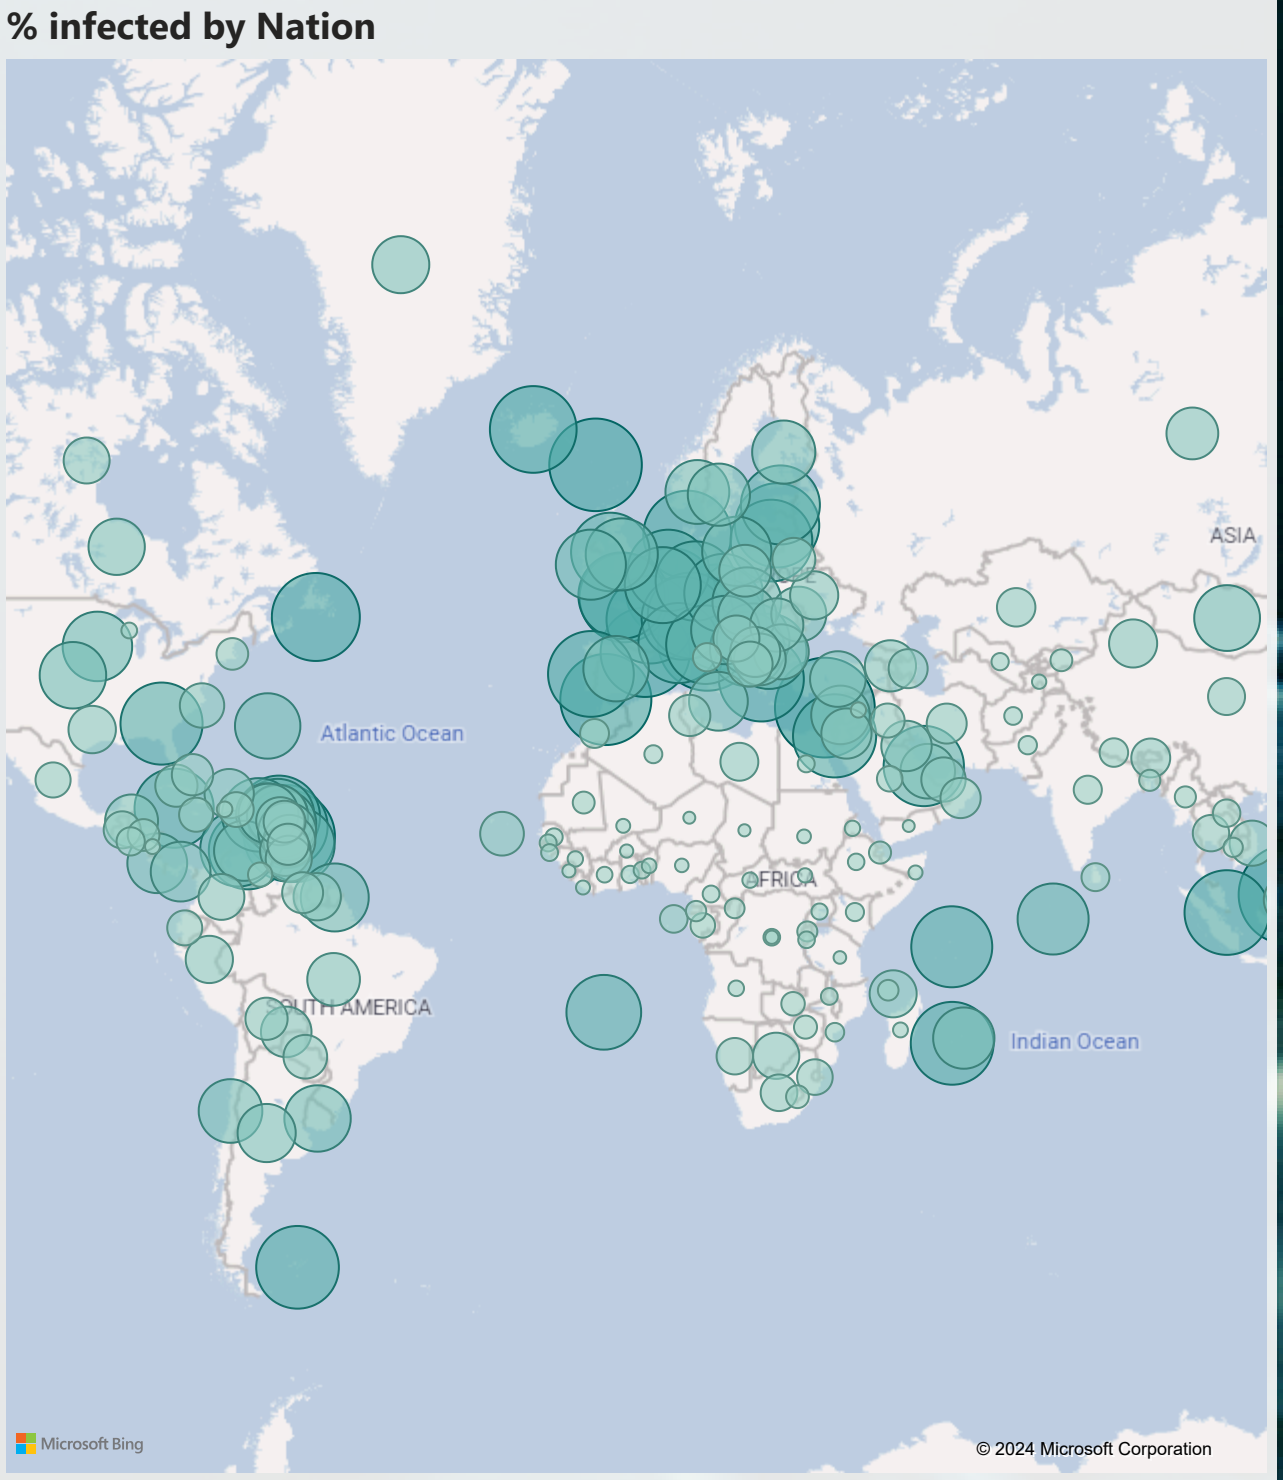 % infected by Nation
ASIA
Atlantic Ocean
AFRICA
SOUTH AMERICA
Indian Ocean
Microsoft Bing
© 2024 Microsoft Corporation